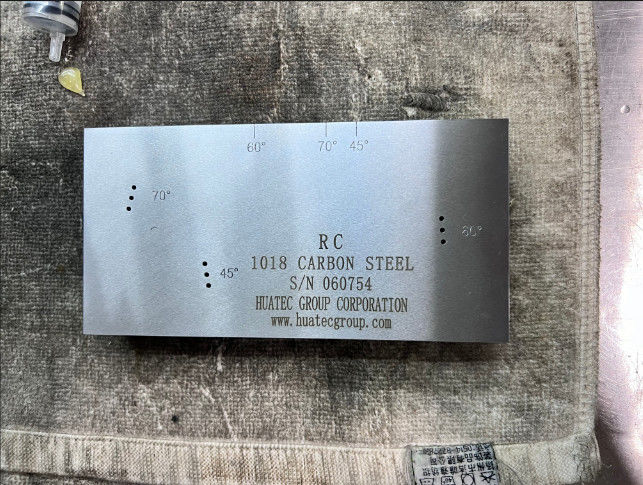 60° 70° 45°
70°
60°
45°
RC
1018 CARBON STEEL
S/N 060754
HUATEC GROUP CORPORATION
www.huatecgroup.com